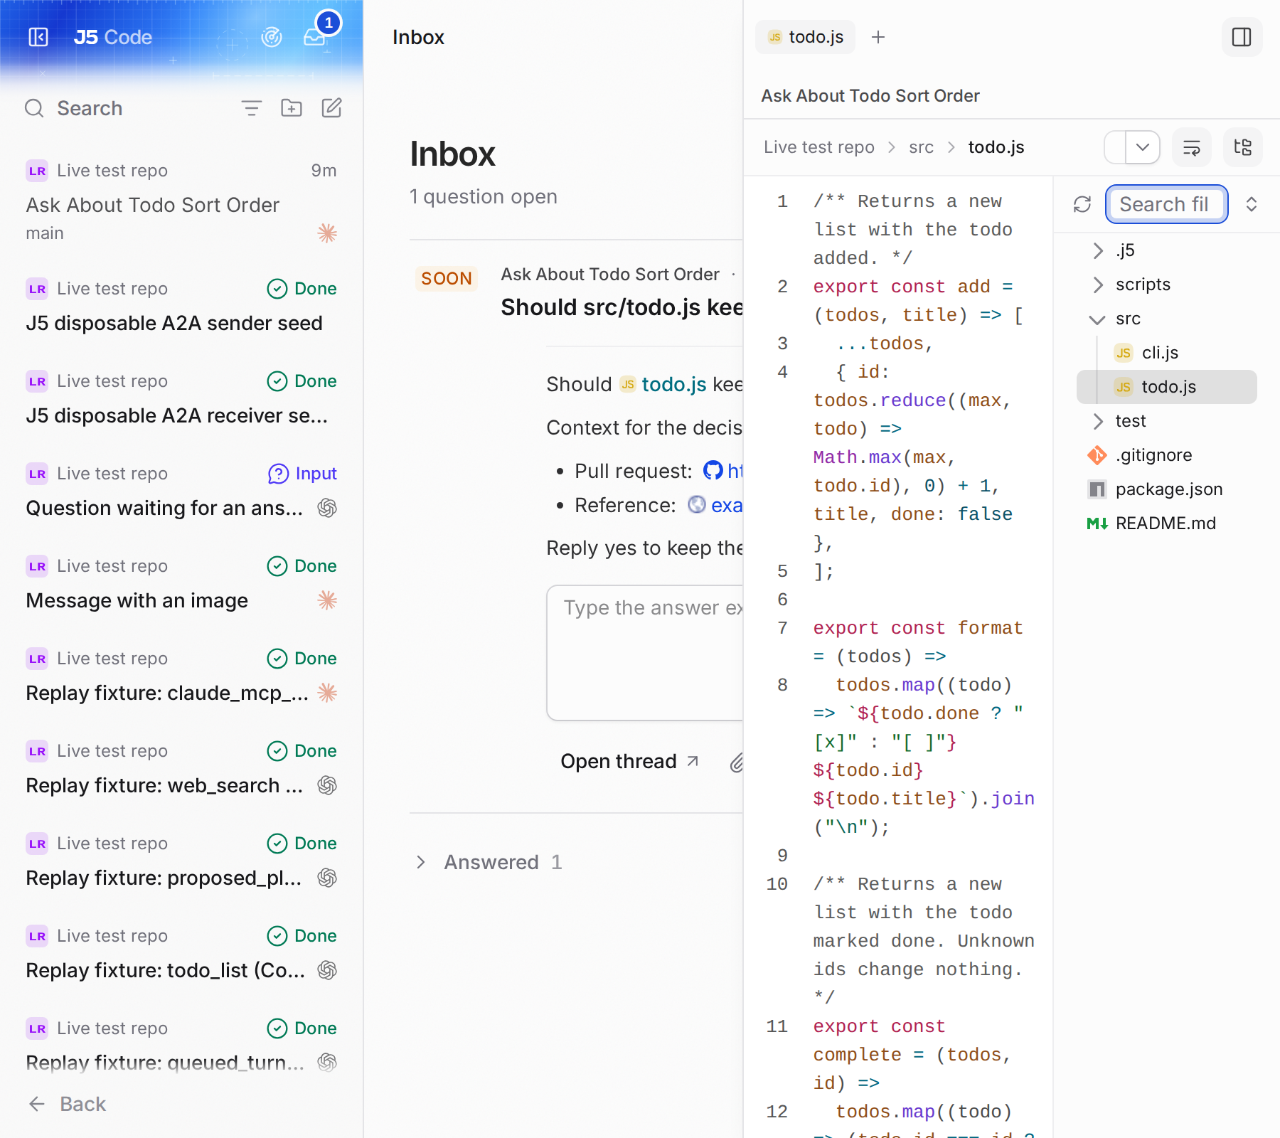 J5 Code
1
Search
LR Live test repo 9m
Ask About Todo Sort Order
main
LR Live test repo Done
J5 disposable A2A sender seed
LR Live test repo Done
J5 disposable A2A receiver se...
LR Live test repo Input
Question waiting for an ans...
LR Live test repo Done
Message with an image
LR Live test repo Done
Replay fixture: claude_mcp_...
LR Live test repo Done
Replay fixture: web_search ...
LR Live test repo Done
Replay fixture: proposed_pl...
LR Live test repo Done
Replay fixture: todo_list (Co...
LR Live test repo Done
Replay fixture: queued_turn...
Back
Inbox
Inbox
1 question open
SOON
Ask About Todo Sort Order ·
Should src/todo.js kee
Should JS todo.js kee
Context for the decis
• Pull request: ht
• Reference: exa
Reply yes to keep the
Type the answer ex
Open thread
Answered 1
JS todo.js
Ask About Todo Sort Order
Live test repo src todo.js
1 /** Returns a new
list with the todo
added. */
2 export const add =
(todos, title) => [
3 ...todos,
4 { id:
todos.reduce((max,
todo) =>
Math.max(max,
todo.id), 0) + 1,
title, done: false
},
5 ];
6
7 export const format
= (todos) =>
8 todos.map((todo)
=> `${todo.done ? "
[x]" : "[ ]"}
${todo.id}
${todo.title}`).join
("\n");
9
10 /** Returns a new
list with the todo
marked done. Unknown
ids change nothing.
*/
11 export const
complete = (todos,
id) =>
12 todos.map((todo)
=> (todo.id === id ?
Search fil
.j5
scripts
src
JS cli.js
JS todo.js
test
.gitignore
package.json
README.md